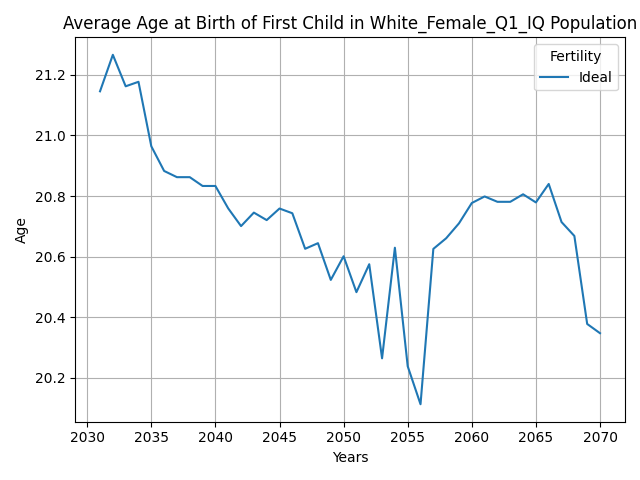 Average Age at Birth of First Child in White_Female_Q1_IQ Population
Fertility
Ideal
21.2
21.0
20.8
20.6
20.4
20.2
Age
2030 2035 2040 2045 2050 2055 2060 2065 2070
Years